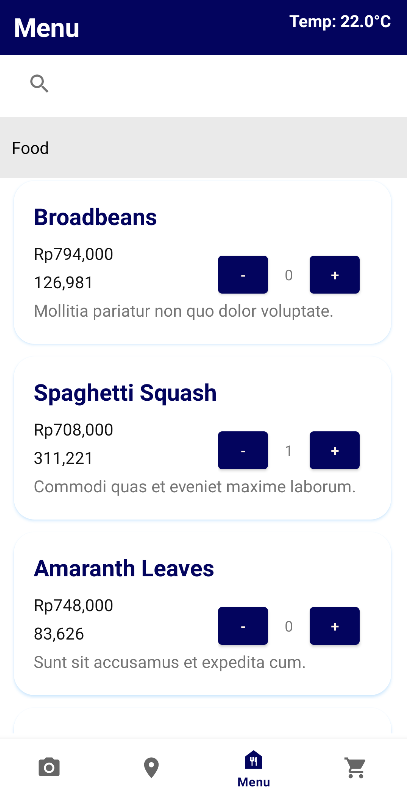 Menu
Temp: 22.0°C
Food
Broadbeans
Rp794,000
126,981
- 0 +
Mollitia pariatur non quo dolor voluptate.
Spaghetti Squash
Rp708,000
311,221
- 1 +
Commodi quas et eveniet maxime laborum.
Amaranth Leaves
Rp748,000
83,626
- 0 +
Sunt sit accusamus et expedita cum.
Menu